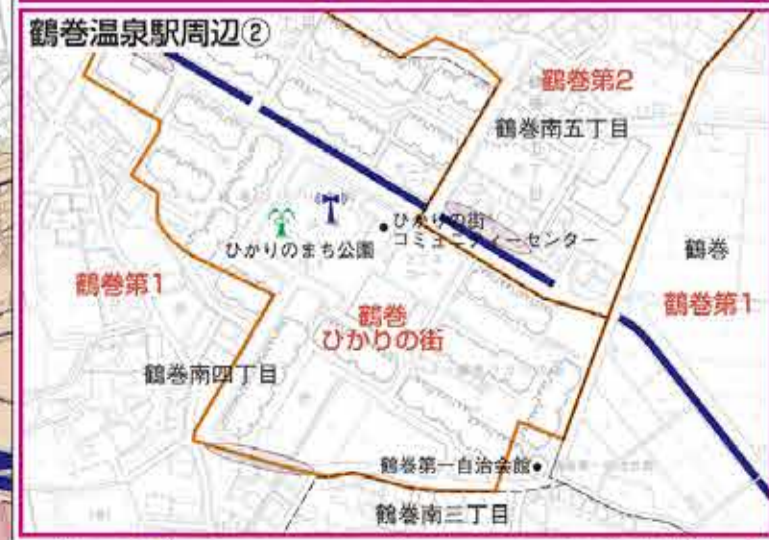 鶴巻温泉駅周辺②
鶴巻第2
鶴巻南五丁目
ひかりの街
コミュニティーセンター
ひかりのまち公園
鶴巻
鶴巻第1
鶴巻第1
鶴巻
ひかりの街
鶴巻南四丁目
鶴巻第一自治会館
鶴巻南三丁目